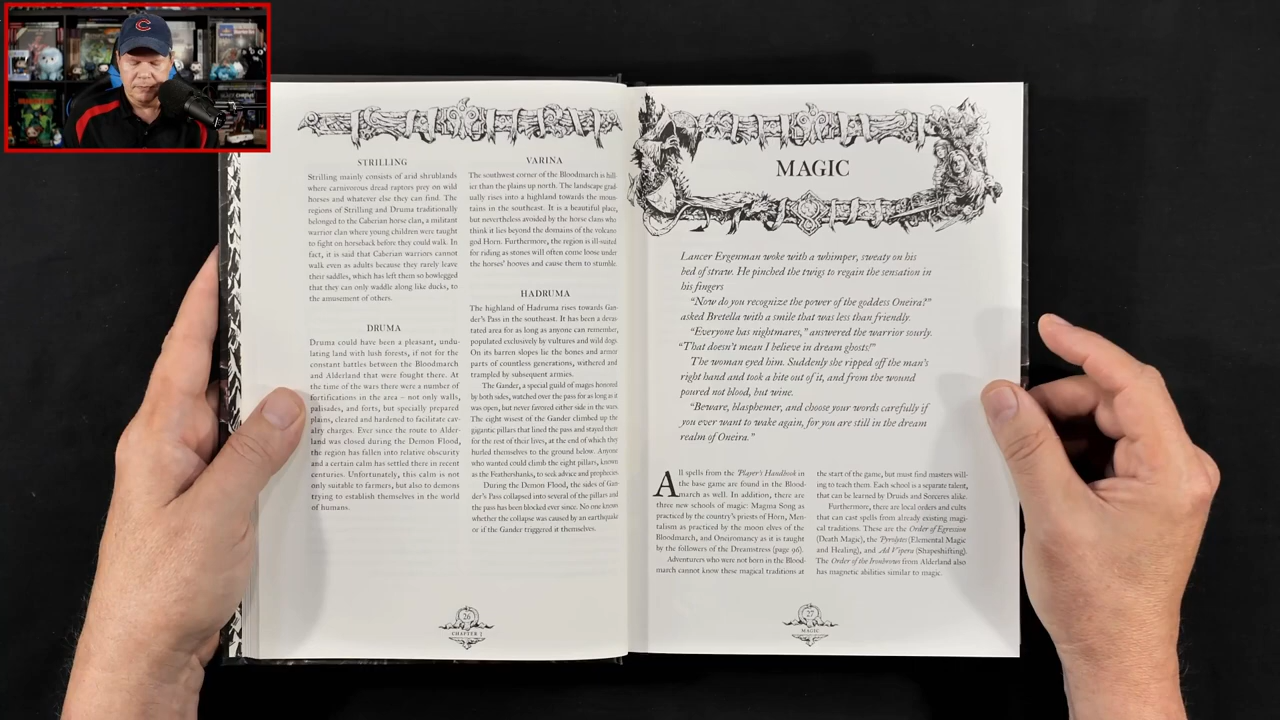 STRILLING
Strilling mainly consists of arid shrublands
where carnivorous dread raptors prey on wild
horses and whatever else they can find. The
regions of Strilling and Druma traditionally
belonged to the Caberian horse clan, a militant
warrior clan where young children were taught
to fight on horseback before they could walk. In
fact, it is said that Caberian warriors cannot
walk even as adults because they rarely leave
their saddles, which has left them so bowlegged
that they can only waddle along like ducks, to
the amusement of others.
DRUMA
Druma could have been a pleasant, undu-
lating land with lush forests, if not for the
constant battles between the Bloodmarch
and Alderland that were fought there. At
the time of the wars there were a number of
fortifications in the area – not only walls,
palisades, and forts, but specially prepared
plains, cleared and hardened to facilitate cav-
alry charges. Ever since the route to Alder-
land was closed during the Demon Flood,
the region has fallen into relative obscurity
and a certain calm has settled there in recent
centuries. Unfortunately, this calm is not
only suitable to farmers, but also to demons
trying to establish themselves in the world
of humans.
VARINA
The southwest corner of the Bloodmarch is hill-
ier than the plains up north. The landscape grad-
ually rises into a highland towards the moun-
tains in the southeast. It is a beautiful place,
but nevertheless avoided by the horse clans who
think it lies beyond the domains of the volcano
god Horn. Furthermore, the region is ill-suited
for riding as stones will often come loose under
the horses' hooves and cause them to stumble.
HADRUMA
The highland of Hadruma rises towards Gan-
der's Pass in the southeast. It has been a devas-
tated area for as long as anyone can remember,
populated exclusively by vultures and wild dogs.
On its barren slopes lie the bones and armor
parts of countless generations, withered and
trampled by subsequent armies.
The Gander, a special guild of mages honored
by both sides, watched over the pass for as long as it
was open, but never favored either side in the wars.
The eight wisest of the Gander climbed up the
gigantic pillars that lined the pass and stayed there
for the rest of their lives, at the end of which they
hurled themselves to the ground below. Anyone
who wanted could climb the eight pillars, known
as the Feathershanks, to seek advice and prophecies.
During the Demon Flood, the sides of Gan-
der's Pass collapsed into several of the pillars and
the pass has been blocked ever since. No one knows
whether the collapse was caused by an earthquake
or if the Gander triggered it themselves.
26
CHAPTER 2
MAGIC
Lancer Ergenman woke with a whimper, sweaty on his
bed of straw. He pinched the twigs to regain the sensation in
his fingers
“Now do you recognize the power of the goddess Oneira?”
asked Bretella with a smile that was less than friendly.
“Everyone has nightmares,” answered the warrior sourly.
“That doesn’t mean I believe in dream ghosts!”
The woman eyed him. Suddenly she ripped off the man’s
right hand and took a bite out of it, and from the wound
poured not blood, but wine.
“Beware, blasphemer, and choose your words carefully if
you ever want to wake again, for you are still in the dream
realm of Oneira.”
All spells from the Player's Handbook in
the base game are found in the Blood-
march as well. In addition, there are
three new schools of magic: Magma Song as
practiced by the country's priests of Horn, Men-
talism as practiced by the moon elves of the
Bloodmarch, and Oneiromancy as it is taught
by the followers of the Dreamstress (page 96).
Adventurers who were not born in the Blood-
march cannot know these magical traditions at
the start of the game, but must find masters will-
ing to teach them. Each school is a separate talent,
that can be learned by Druids and Sorceres alike.
Furthermore, there are local orders and cults
that can cast spells from already existing magi-
cal traditions. These are the Order of Egression
(Death Magic), the Pyrolytes (Elemental Magic
and Healing), and Ad Vipera (Shapeshifting).
The Order of the Ironbrows from Alderland also
has magnetic abilities similar to magic.
27
MAGIC